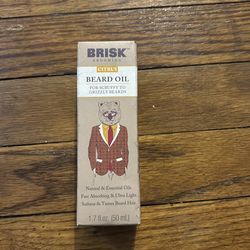 BRISK
GROOMING
CITRUS
BEARD OIL
FOR SCRUFFY TO
GRIZZLY BEARDS
Natural & Essential Oils
Fast Absorbing & Ultra Light
Softens & Tames Beard Hair
1.7 fl oz. (50 mL)